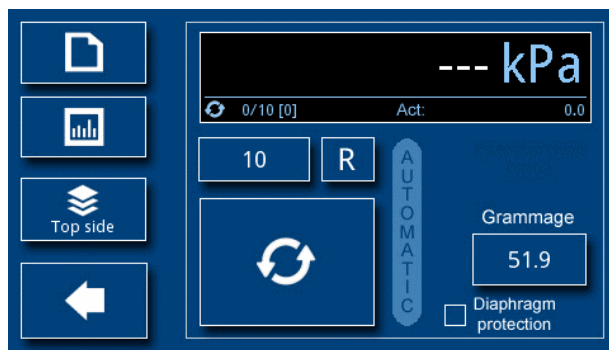 --- kPa
0/10 [0] Act: 0.0
10 R
AUTOMATIC
Top side
Grammage
51.9
Diaphragm
protection